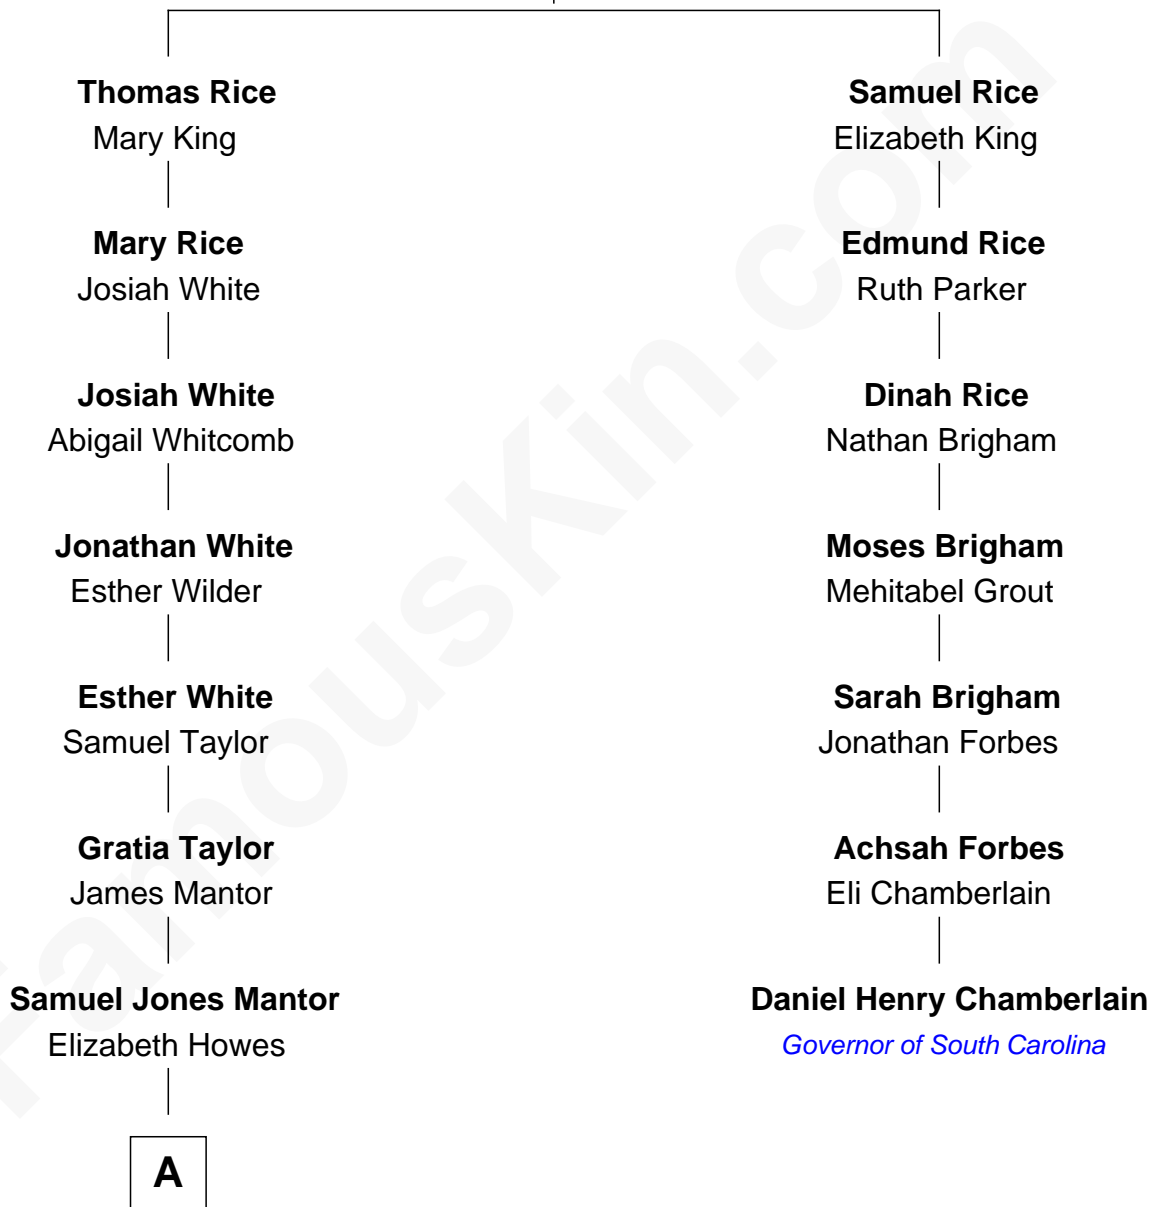 Thomas Rice
Mary King
Samuel Rice
Elizabeth King
Mary Rice
Josiah White
Edmund Rice
Ruth Parker
Josiah White
Abigail Whitcomb
Dinah Rice
Nathan Brigham
Jonathan White
Esther Wilder
Moses Brigham
Mehitabel Grout
Esther White
Samuel Taylor
Sarah Brigham
Jonathan Forbes
Gratia Taylor
James Mantor
Achsah Forbes
Eli Chamberlain
Samuel Jones Mantor
Elizabeth Howes
Daniel Henry Chamberlain
Governor of South Carolina
A
FamousKin.com